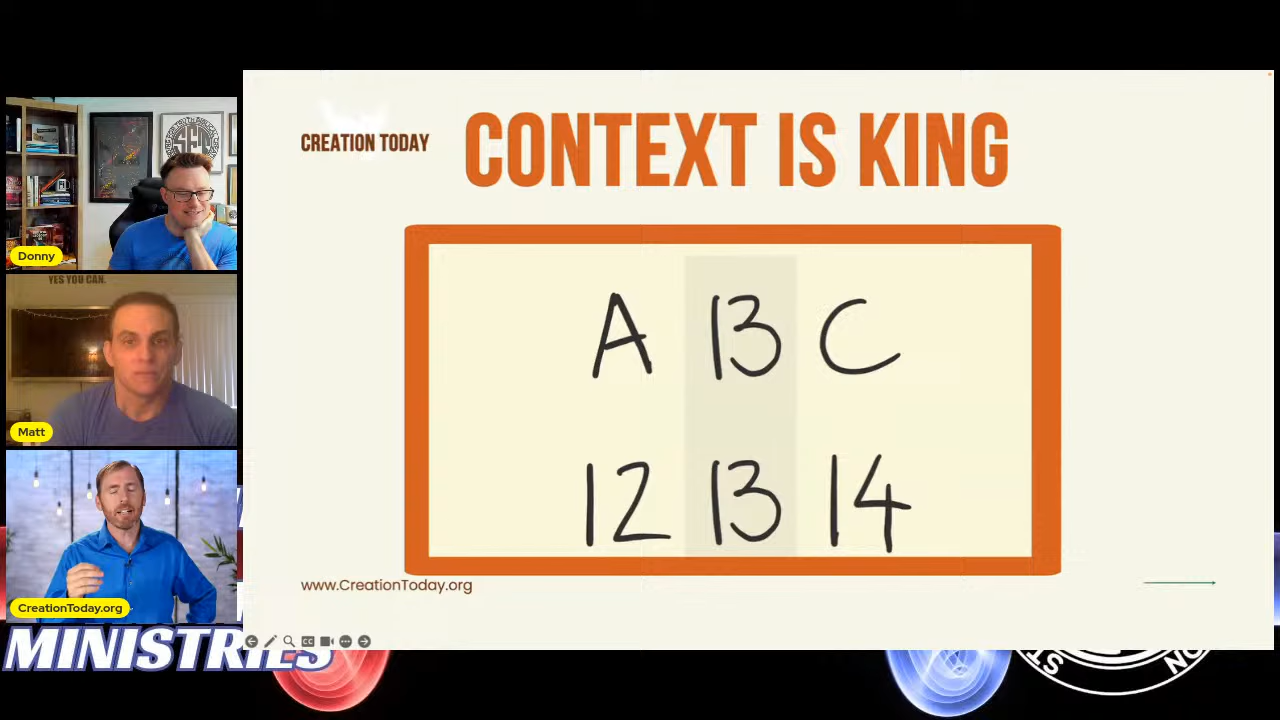 YES YOU CAN.
Donny
Matt
CreationToday.org
MINISTRIES
CREATION TODAY
CONTEXT IS KING
A 13 C
12 13 14
www.CreationToday.org
CC